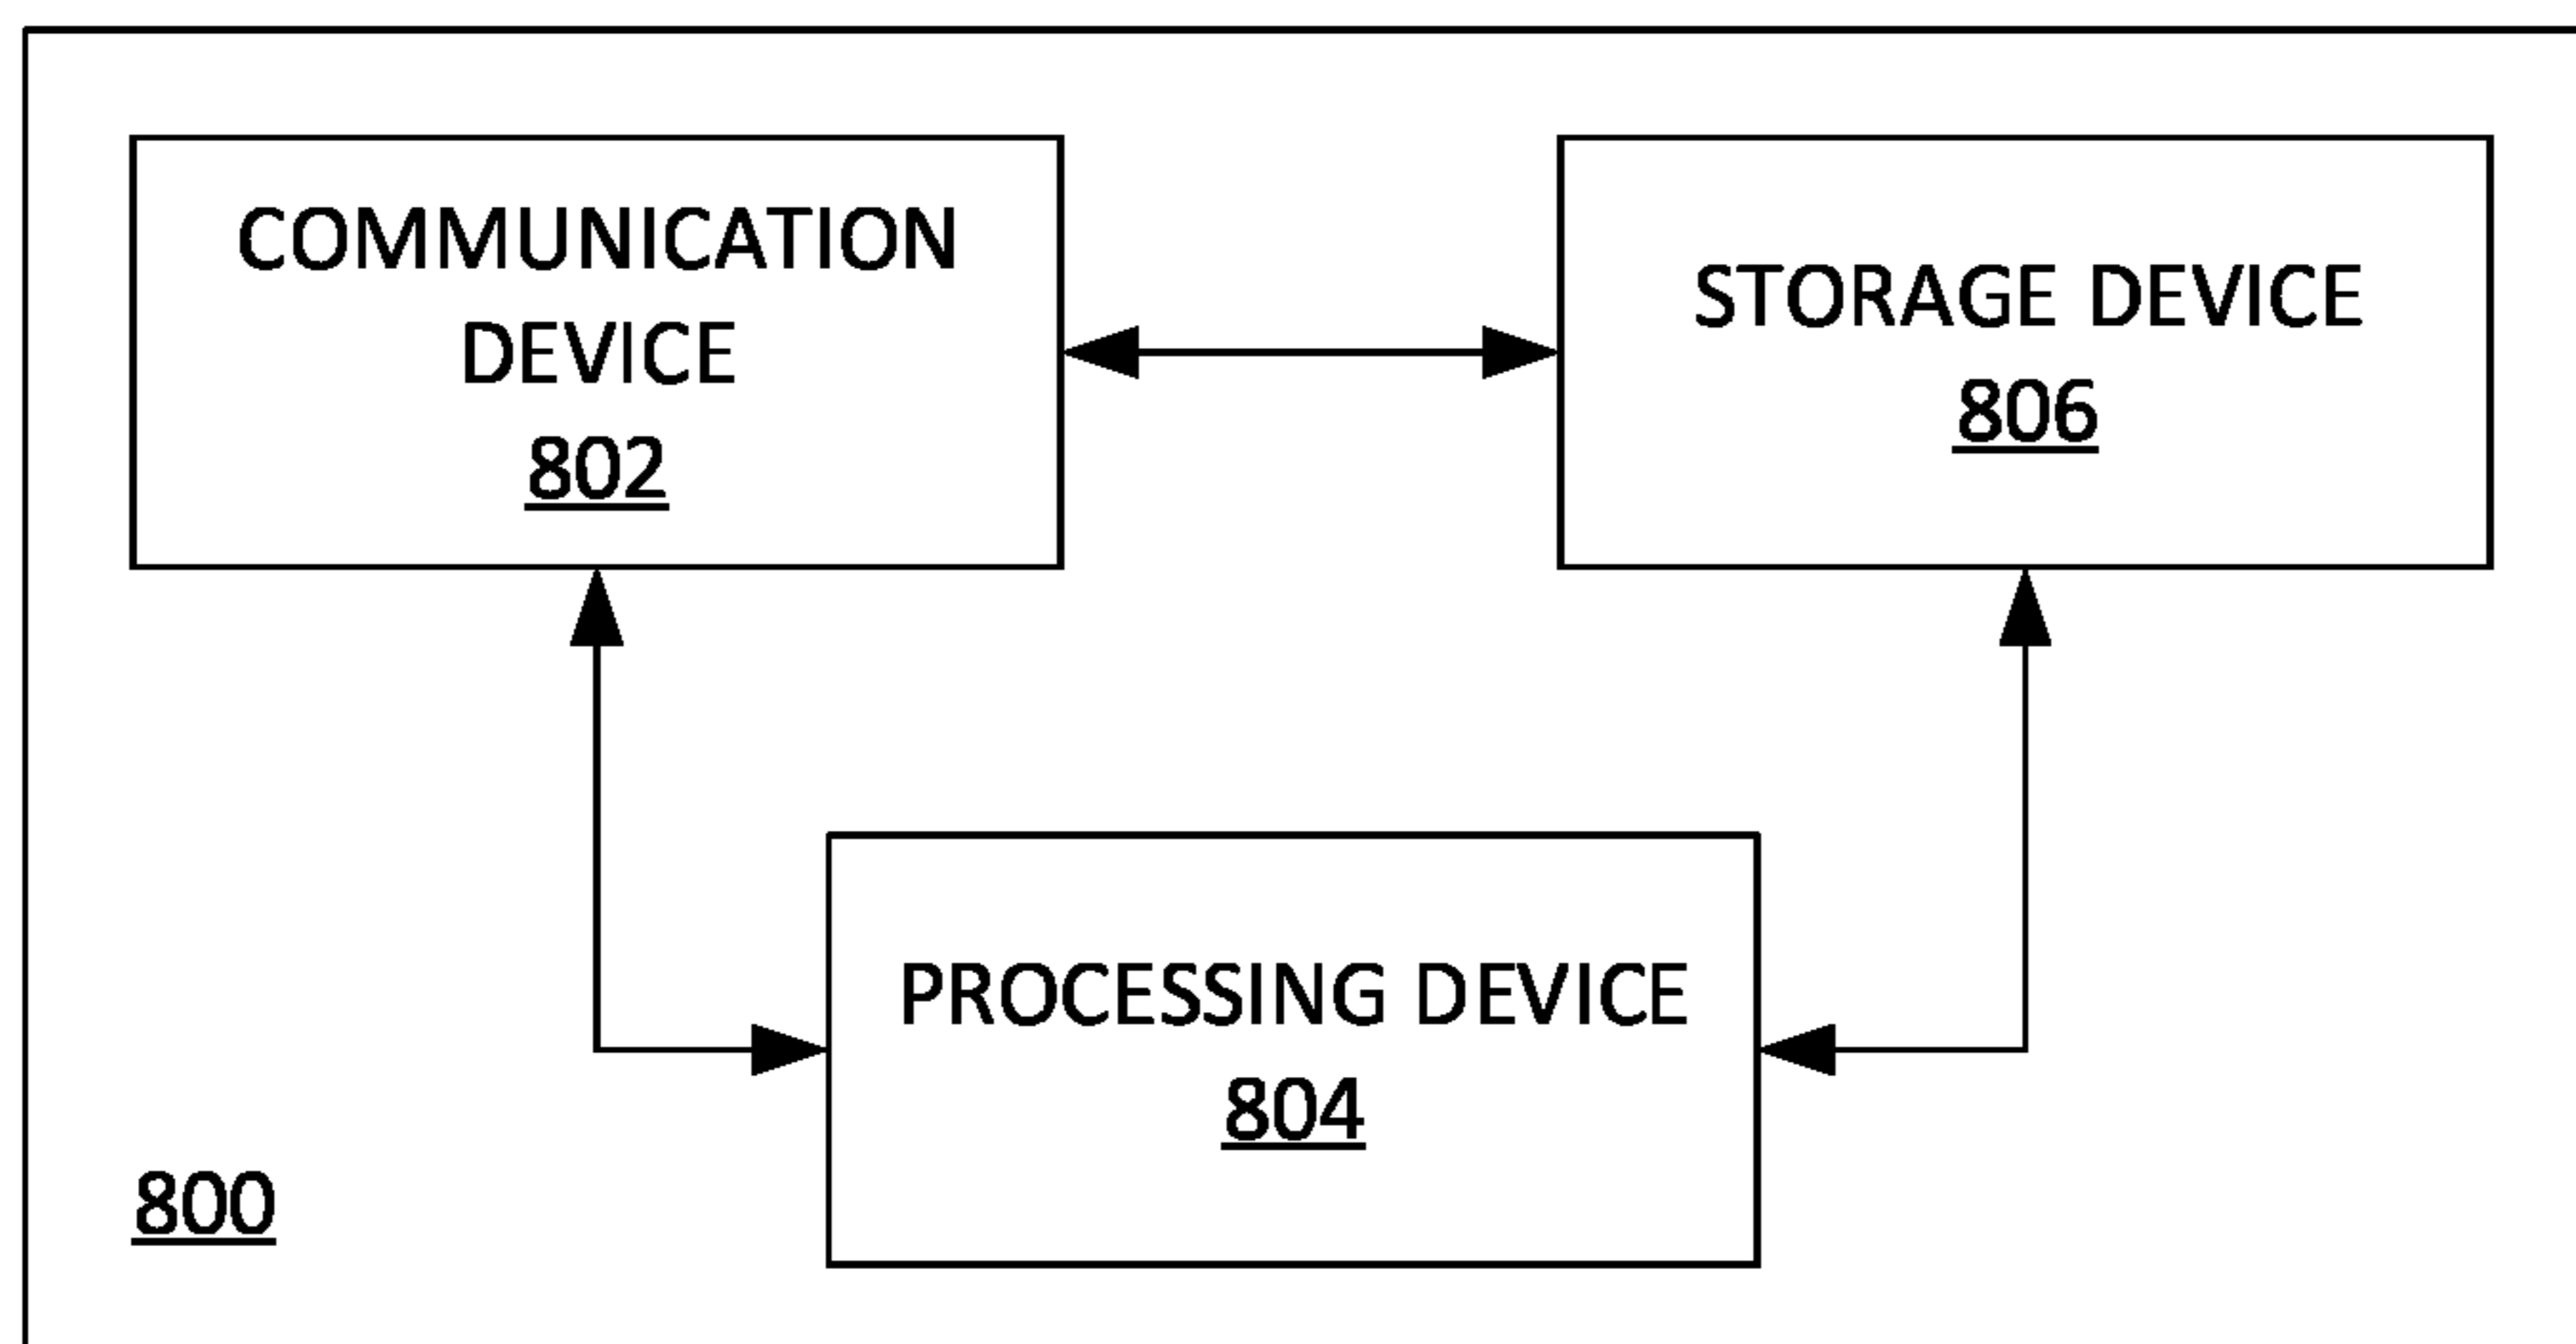 COMMUNICATION
DEVICE
802
STORAGE DEVICE
806
PROCESSING DEVICE
804
800